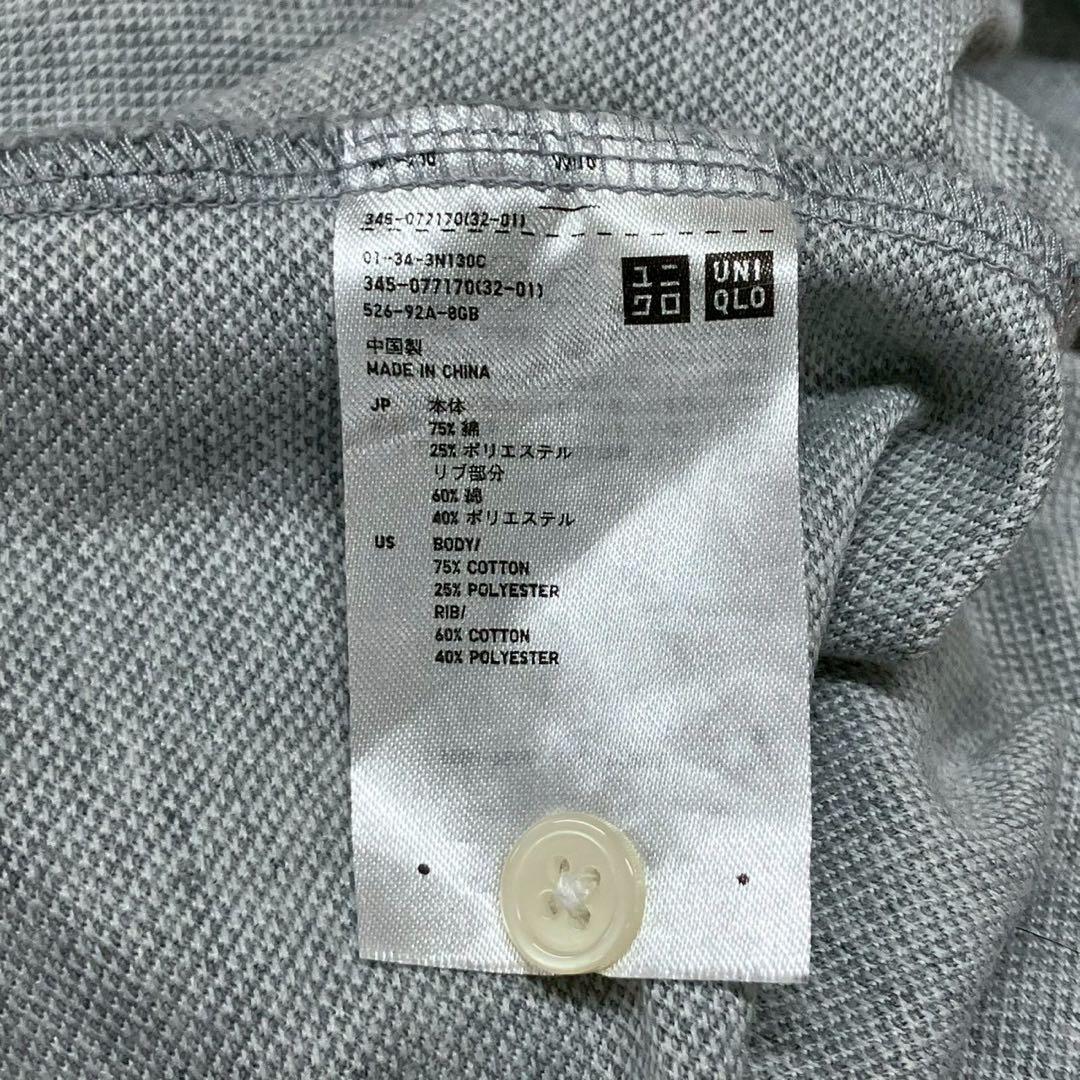 345-077170(32-01)
01-34-3N130C
345-077170(32-01)
526-92A-8GB
ユニ
クロ
UNI
QLO
中国製
MADE IN CHINA
JP 本体
75% 綿
25% ポリエステル
リブ部分
60% 綿
40% ポリエステル
US BODY/
75% COTTON
25% POLYESTER
RIB/
60% COTTON
40% POLYESTER